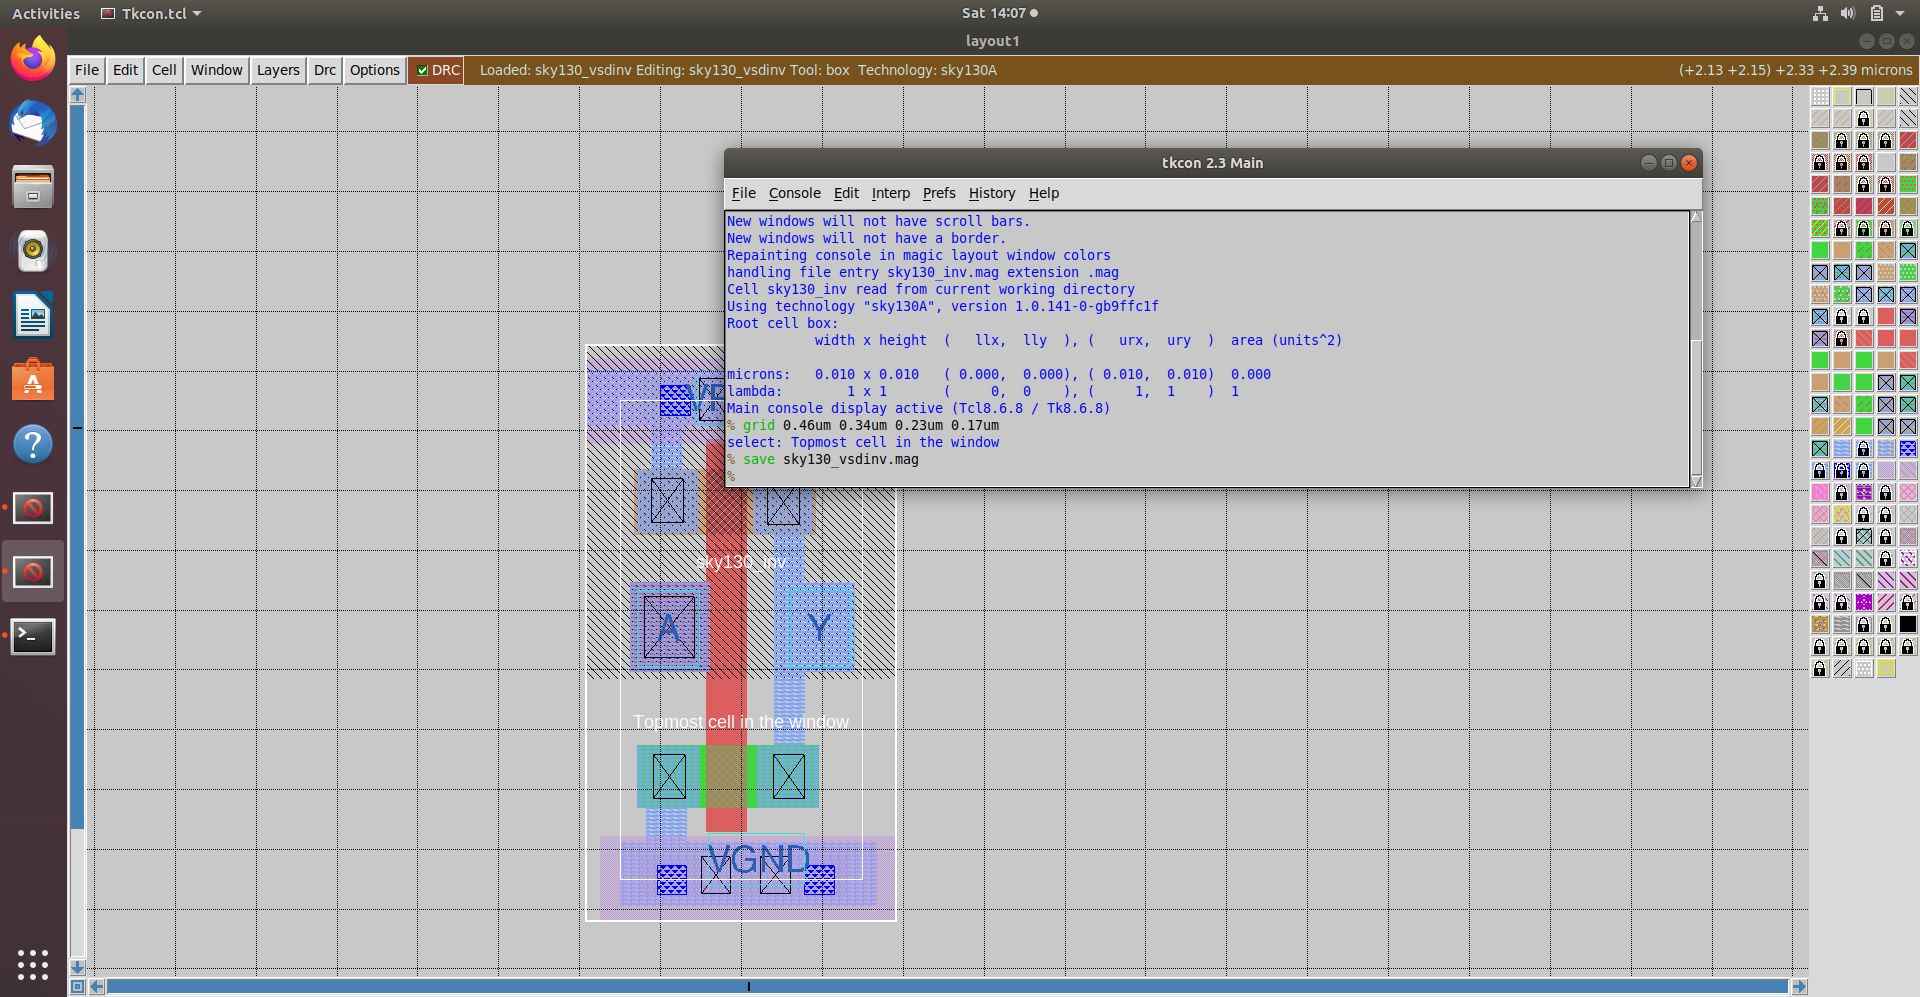 Activities Tkcon.tcl Sat 14:07
layout1
File Edit Cell Window Layers Drc Options DRC Loaded: sky130_vsdinv Editing: sky130_vsdinv Tool: box Technology: sky130A (+2.13 +2.15) +2.33 +2.39 microns
tkcon 2.3 Main
File Console Edit Interp Prefs History Help
New windows will not have scroll bars.
New windows will not have a border.
Repainting console in magic layout window colors
handling file entry sky130_inv.mag extension .mag
Cell sky130_inv read from current working directory
Using technology "sky130A", version 1.0.141-0-gb9ffc1f
Root cell box:
width x height ( llx, lly ), ( urx, ury ) area (units^2)
microns: 0.010 x 0.010 ( 0.000, 0.000), ( 0.010, 0.010) 0.000
lambda: 1 x 1 ( 0, 0 ), ( 1, 1 ) 1
Main console display active (Tcl8.6.8 / Tk8.6.8)
% grid 0.46um 0.34um 0.23um 0.17um
select: Topmost cell in the window
% save sky130_vsdinv.mag
%
sky130_inv
A Y
Topmost cell in the window
VGND